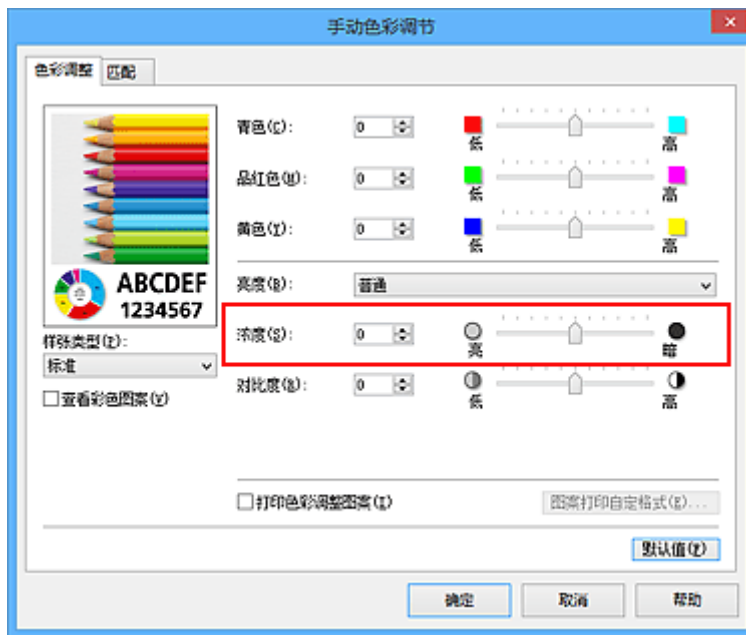 手动色彩调节
色彩调整 匹配
青色(C): 0 低 高
品红色(M): 0 低 高
黄色(Y): 0 低 高
ABCDEF
1234567
亮度(B): 普通
样张类型(P):
标准
浓度(S): 0 亮 暗
查看彩色图案(V)
对比度(R): 0 低 高
打印色彩调整图案(I) 图案打印自定格式(E)...
默认值(F)
确定 取消 帮助